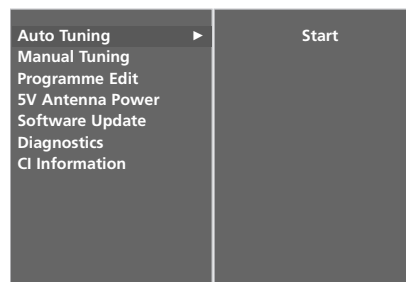 Auto Tuning ►
Start
Manual Tuning
Programme Edit
5V Antenna Power
Software Update
Diagnostics
CI Information